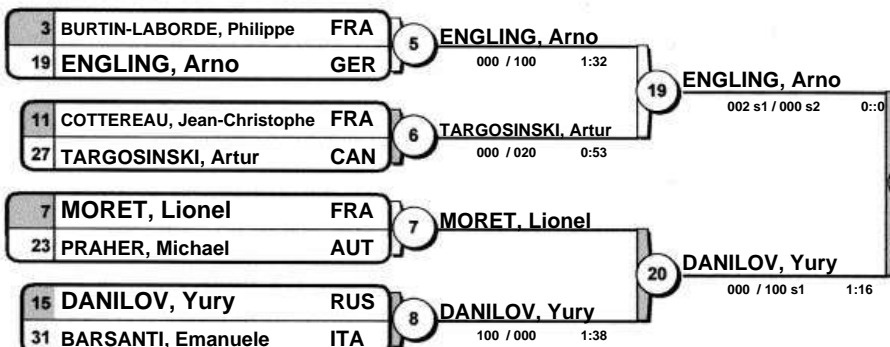 3 BURTIN-LABORDE, Philippe FRA
19 ENGLING, Arno GER
5
ENGLING, Arno
000 / 100 1:32
11 COTTEREAU, Jean-Christophe FRA
27 TARGOSINSKI, Artur CAN
6
TARGOSINSKI, Artur
000 / 020 0:53
19
ENGLING, Arno
002 s1 / 000 s2 0::0
7 MORET, Lionel FRA
23 PRAHER, Michael AUT
7
MORET, Lionel
15 DANILOV, Yury RUS
31 BARSANTI, Emanuele ITA
8
DANILOV, Yury
100 / 000 1:38
20
DANILOV, Yury
000 / 100 s1 1:16